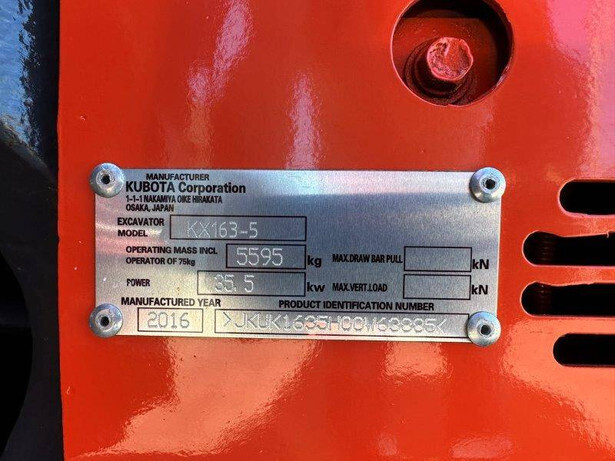 MANUFACTURER
KUBOTA Corporation
1-1-1 NAKAMIYA OIKE HIRAKATA
OSAKA, JAPAN
EXCAVATOR MODEL KX163-5
OPERATING MASS INCL OPERATOR OF 75kg 5595 kg
MAX.DRAW BAR PULL kN
POWER 35.5 kw
MAX.VERT.LOAD kN
MANUFACTURED YEAR PRODUCT IDENTIFICATION NUMBER
2016 >JKUK1635H00W63885<